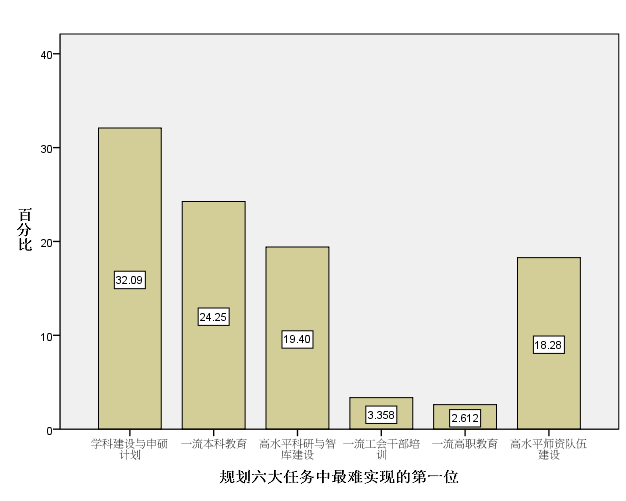 40
30
20
10
0
百分比
32.09
24.25
19.40
3.358
2.612
18.28
学科建设与申硕
计划
一流本科教育
高水平科研与智
库建设
一流工会干部培
训
一流高职教育
高水平师资队伍
建设
规划六大任务中最难实现的第一位